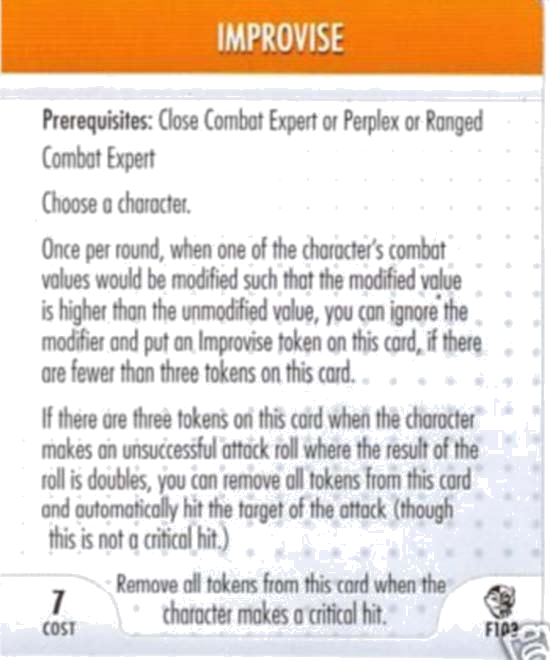 IMPROVISE
Prerequisites: Close Combat Expert or Perplex or Ranged
Combat Expert
Choose a character.
Once per round, when one of the character's combat
values would be modified such that the modified value
is higher than the unmodified value, you can ignore the
modifier and put an Improvise token on this card, if there
are fewer than three tokens on this card.
If there are three tokens on this card when the character
makes an unsuccessful attack roll where the result of the
roll is doubles, you can remove all tokens from this card
and automatically hit the target of the attack (though
this is not a critical hit.)
Remove all tokens from this card when the
character makes a critical hit.
7
COST
F103